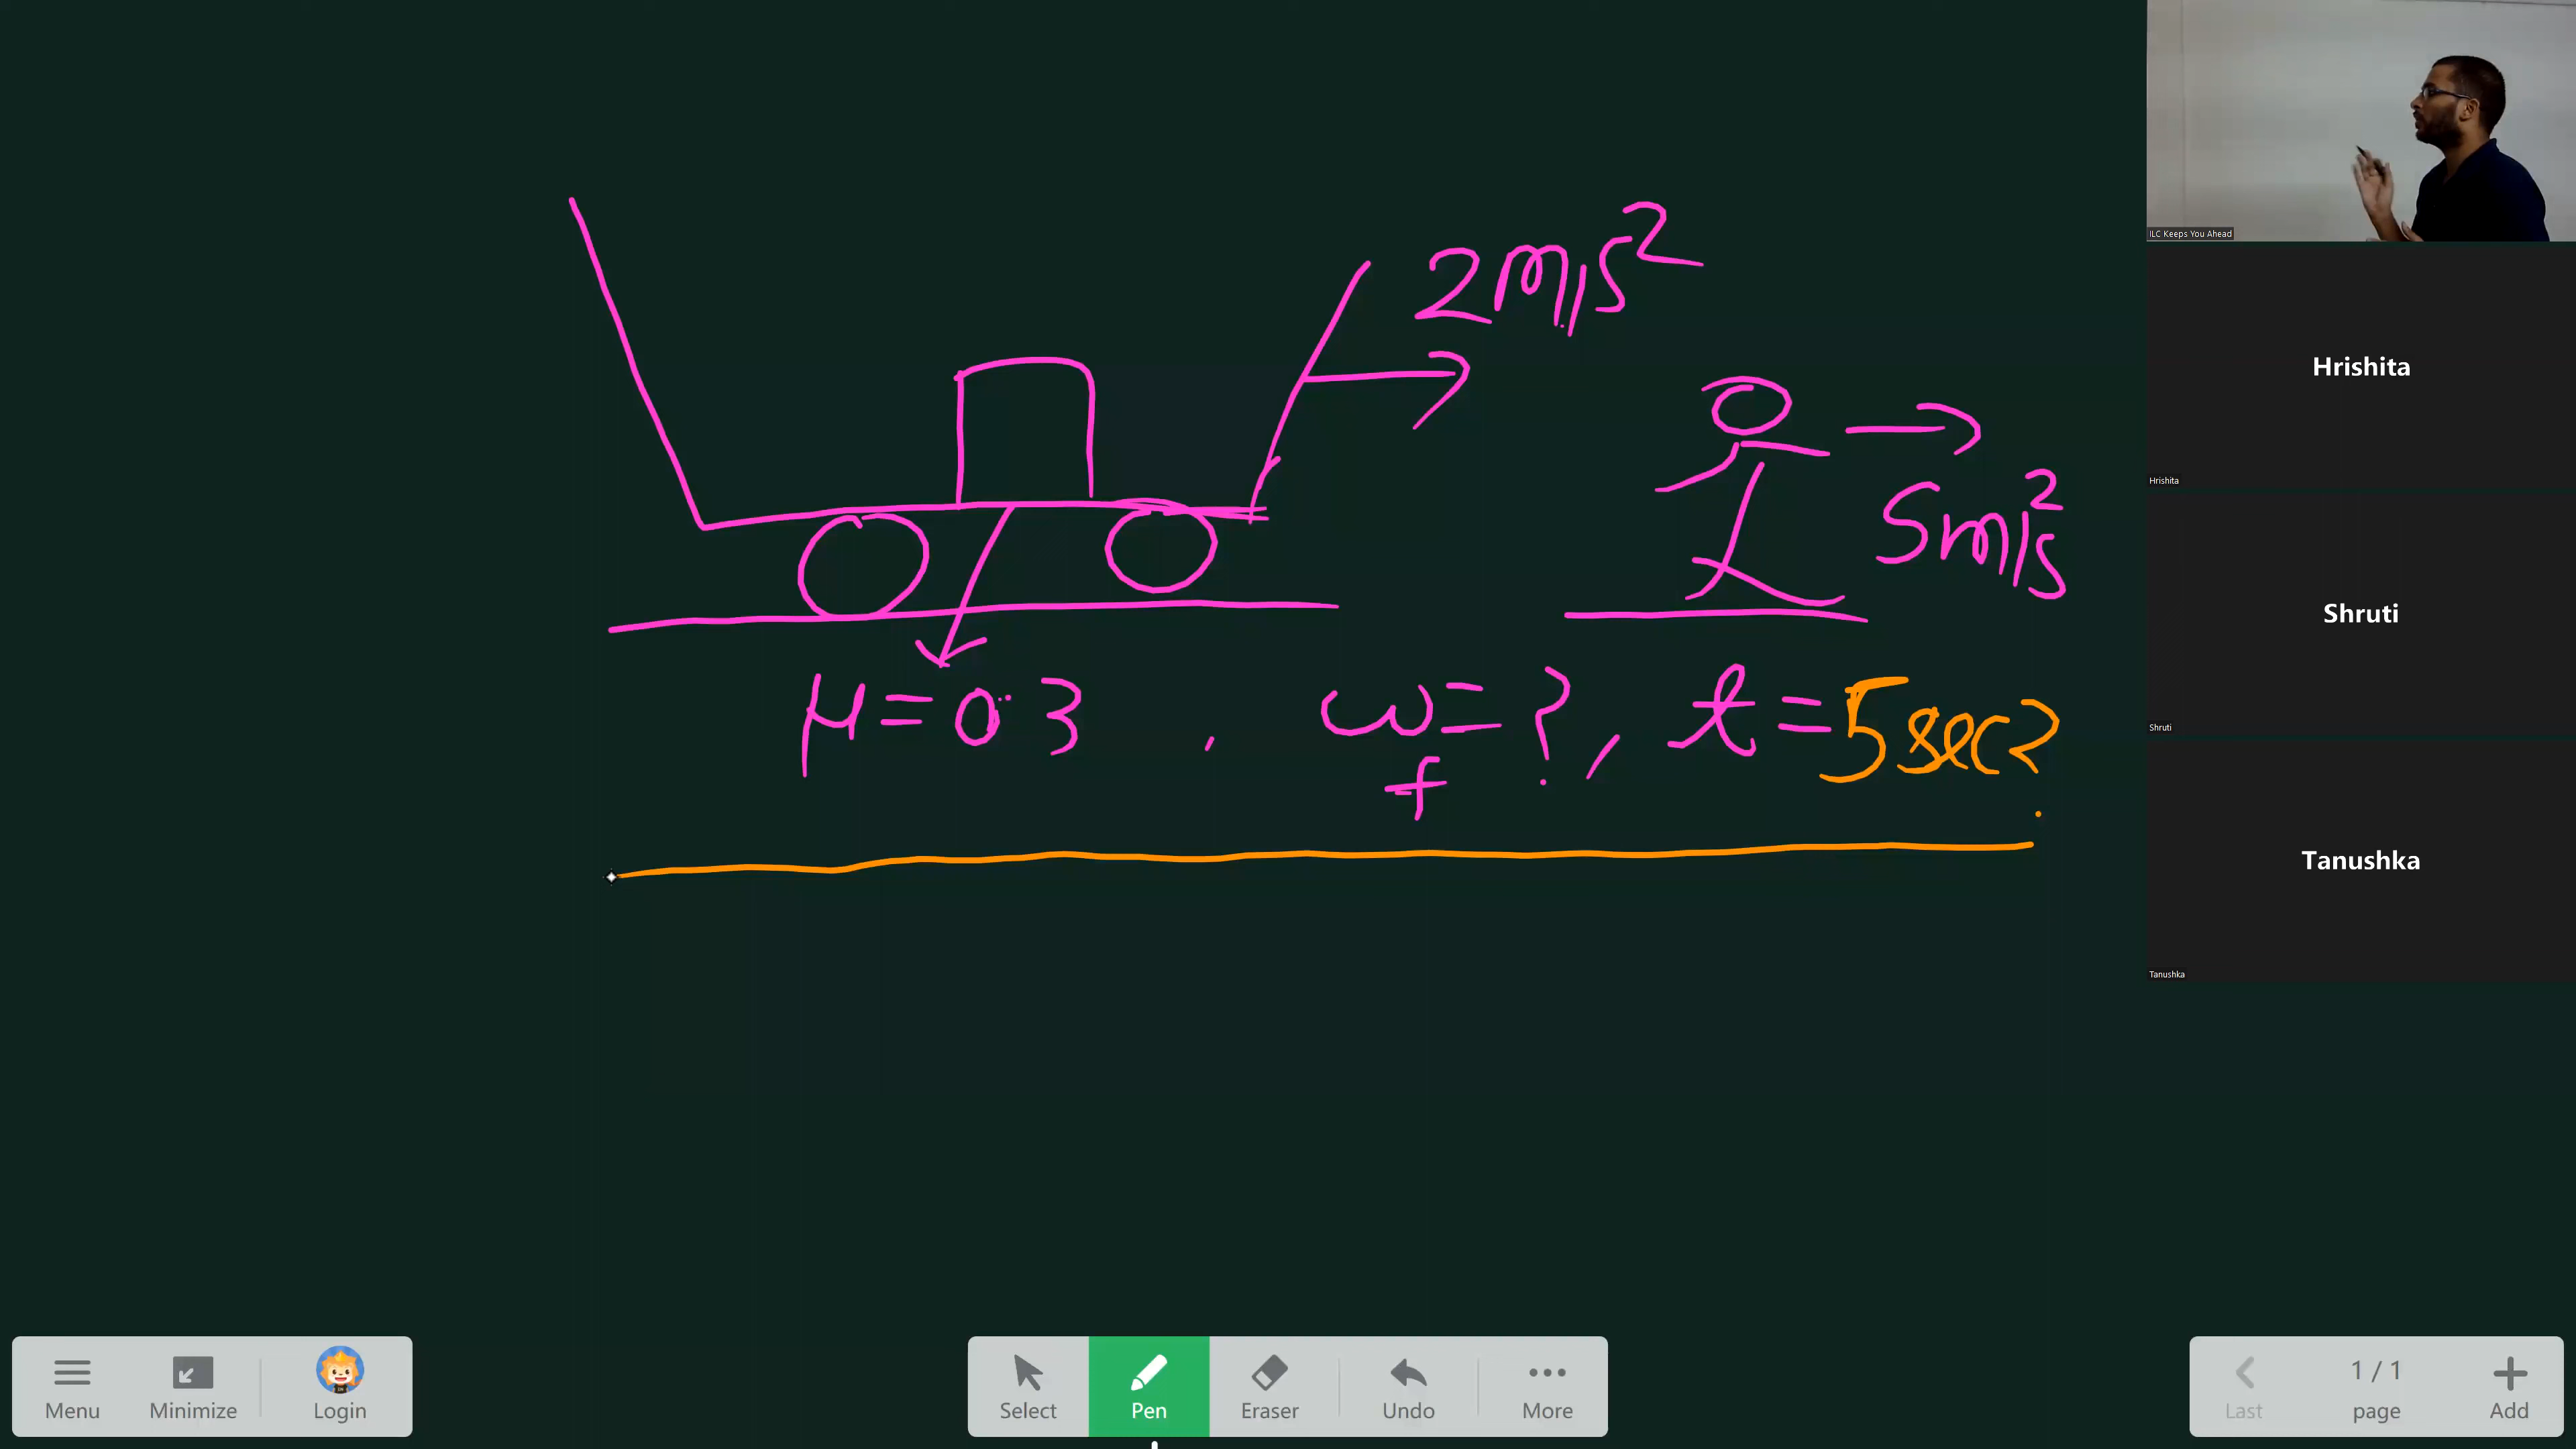 2m/s²
5m/s²
μ = 0.3 , w_f = ?, t = 5sec?
ILC Keeps You Ahead
Hrishita
Hrishita
Shruti
Shruti
Tanushka
Tanushka
Menu Minimize Login Select Pen Eraser Undo More Last 1 / 1 page Add